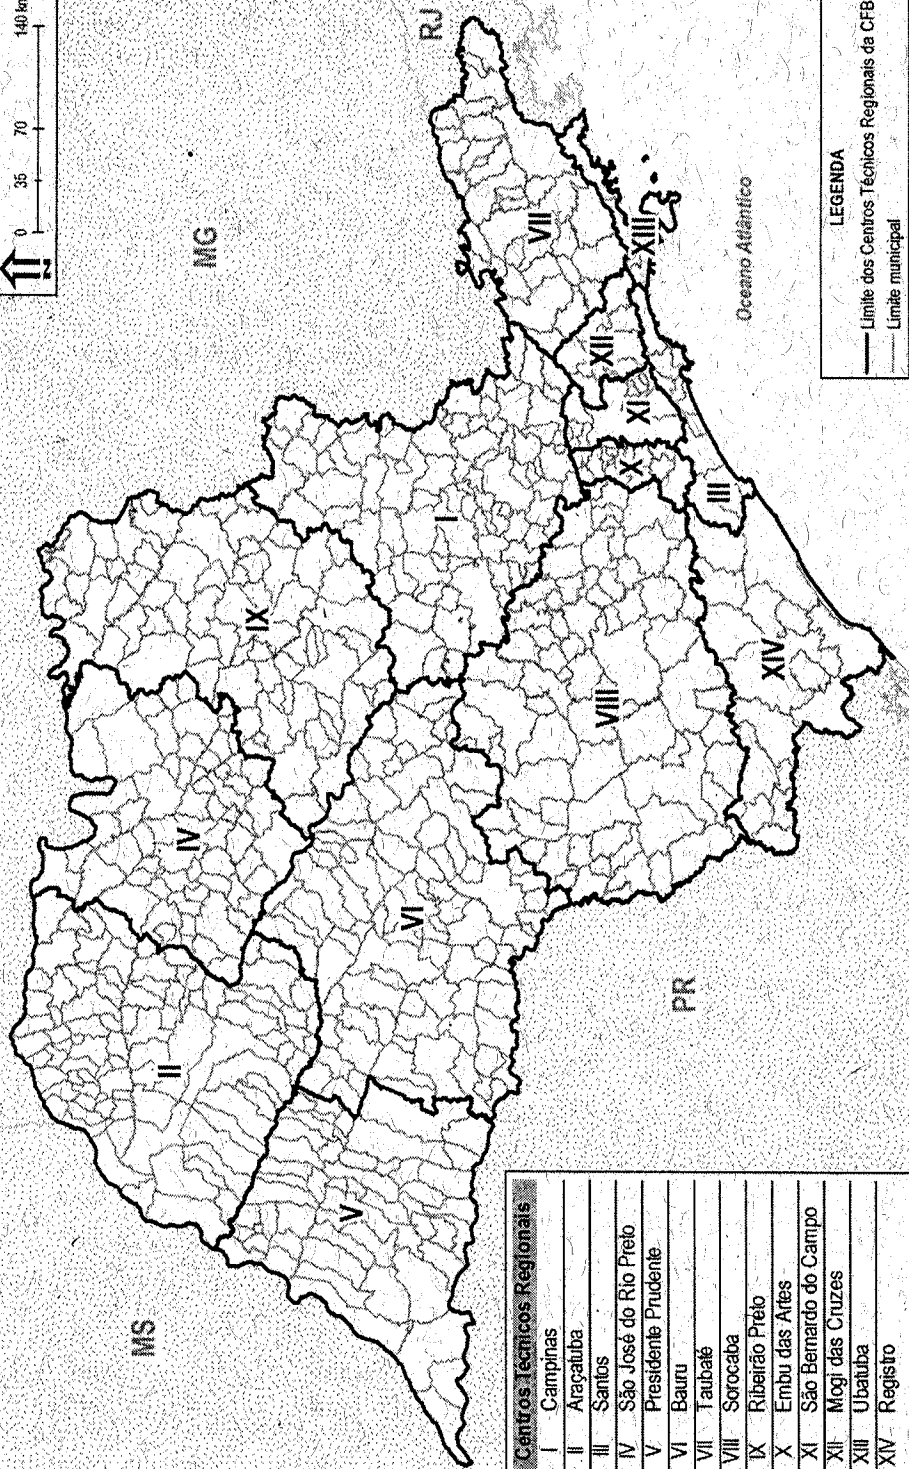 0 35 70 140 km
N
MS
MG
RJ
PR
Oceano Atlântico
I
II
III
IV
V
VI
VII
VIII
IX
X
XI
XII
XIII
XIV
Centros Técnicos Regionais
I Campinas
II Araçatuba
III Santos
IV São José do Rio Preto
V Presidente Prudente
VI Bauru
VII Taubaté
VIII Sorocaba
IX Ribeirão Preto
X Embu das Artes
XI São Bernardo do Campo
XII Mogi das Cruzes
XIII Ubatuba
XIV Registro
LEGENDA
Limite dos Centros Técnicos Regionais da CFB
Limite municipal